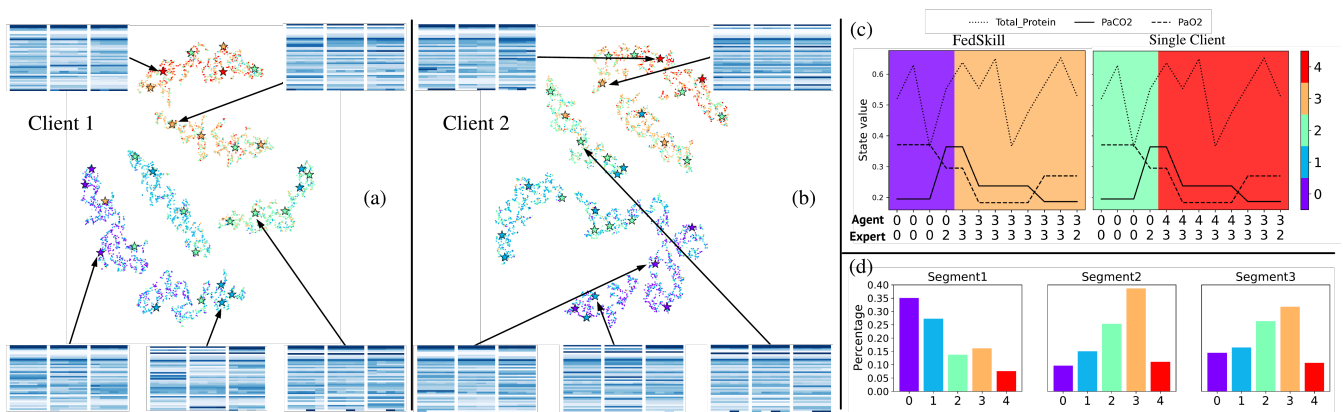 Client 1
(a)
Client 2
(b)
(c)
Total_Protein PaCO2 PaO2
FedSkill Single Client
State value
0.6
0.5
0.4
0.3
0.2
4
3
2
1
0
Agent 0 0 0 0 3 3 3 3 3 3 3 3 0 0 0 0 4 4 4 4 4 3 3 3
Expert 0 0 0 2 3 3 3 3 3 3 3 2 0 0 0 2 3 3 3 3 3 3 3 2
(d)
Segment1 Segment2 Segment3
Percentage
0.40
0.35
0.30
0.25
0.20
0.15
0.10
0.05
0.00
0 1 2 3 4 0 1 2 3 4 0 1 2 3 4